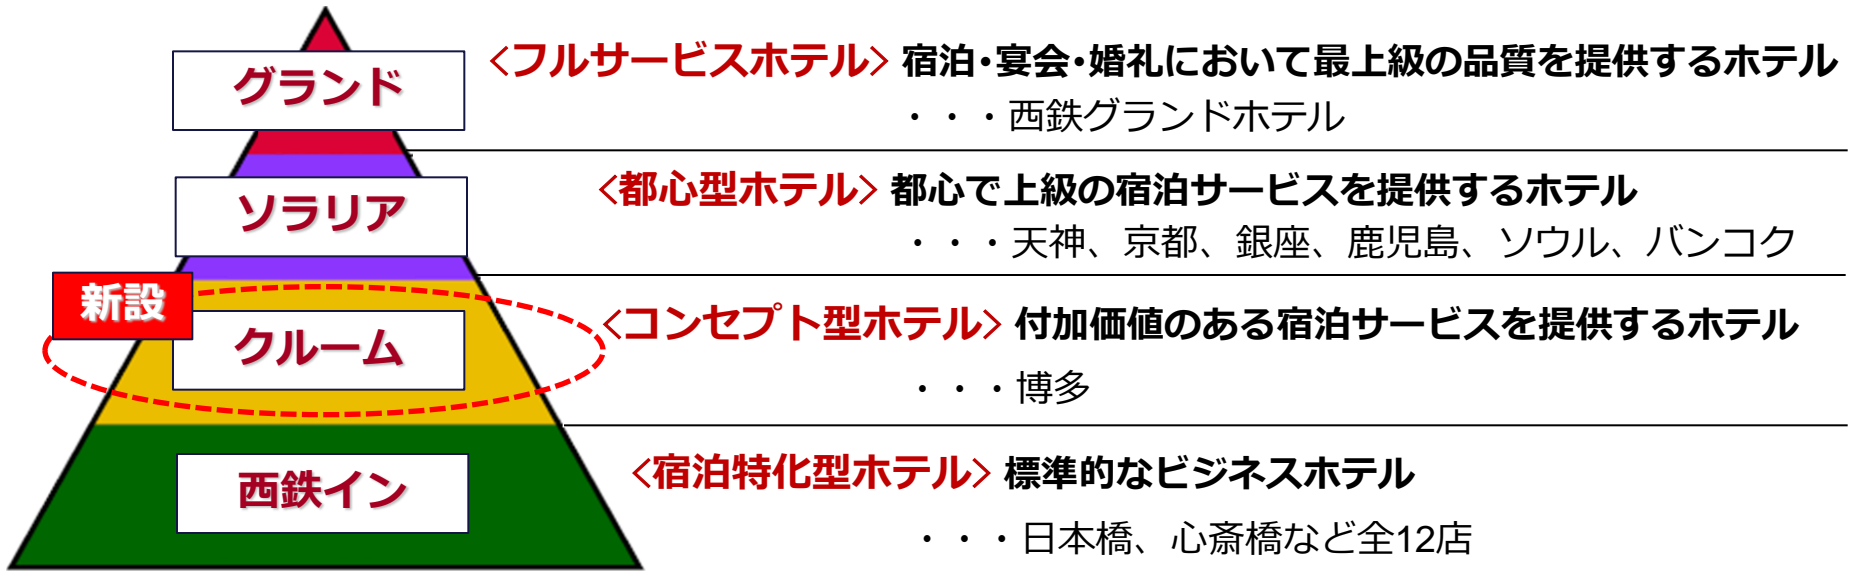 グランド
<フルサービスホテル> 宿泊・宴会・婚礼において最上級の品質を提供するホテル
・・・西鉄グランドホテル
ソラリア
<都心型ホテル> 都心で上級の宿泊サービスを提供するホテル
・・・天神、京都、銀座、鹿児島、ソウル、バンコク
新設
クルーム
<コンセプト型ホテル> 付加価値のある宿泊サービスを提供するホテル
・・・博多
西鉄イン
<宿泊特化型ホテル> 標準的なビジネスホテル
・・・日本橋、心斎橋など全12店